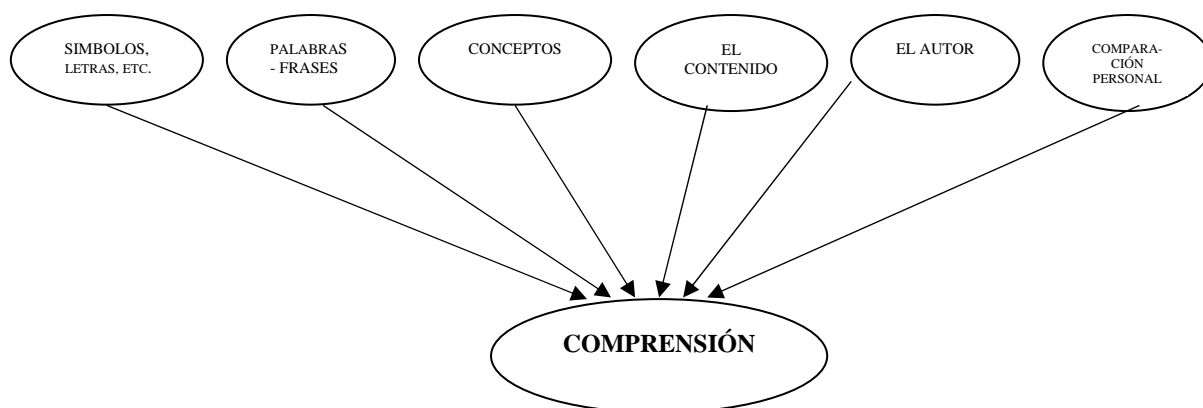 SIMBOLOS,
LETRAS, ETC.
PALABRAS
- FRASES
CONCEPTOS
EL
CONTENIDO
EL AUTOR
COMPARA-
CIÓN
PERSONAL
COMPRENSIÓN